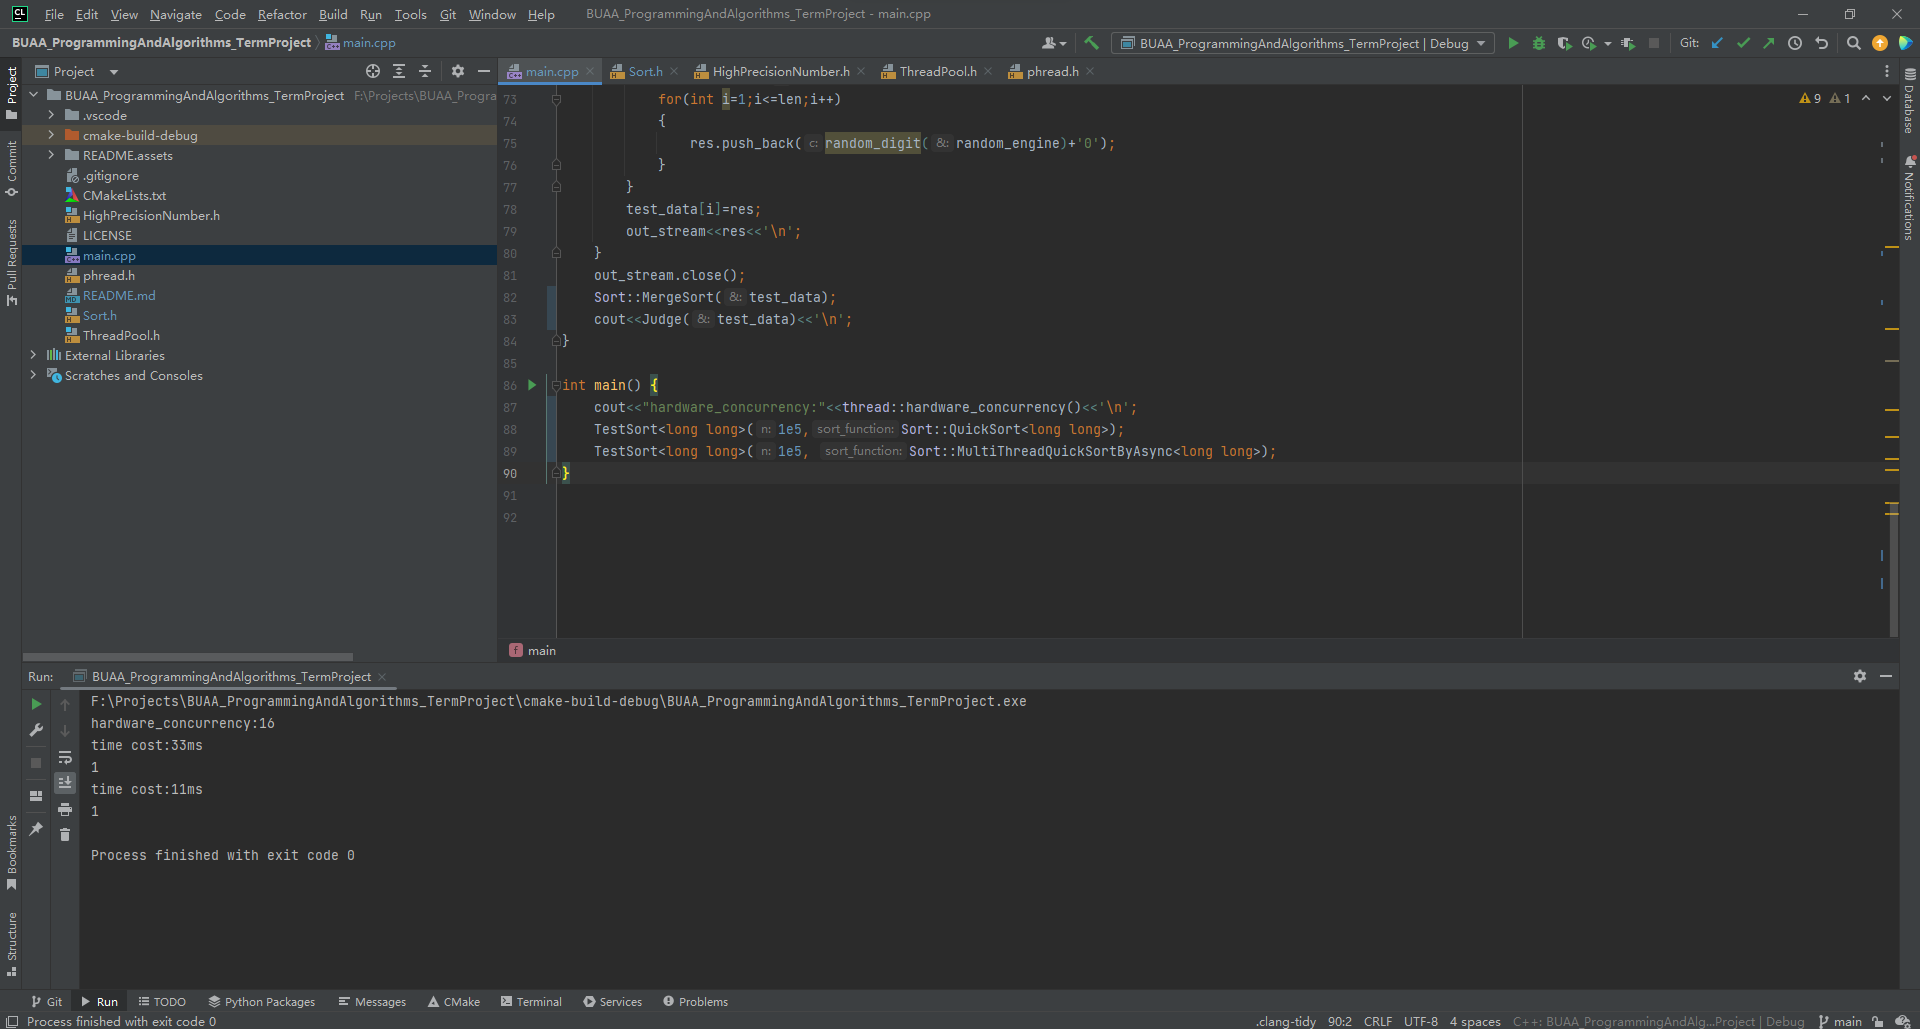 CL File Edit View Navigate Code Refactor Build Run Tools Git Window Help BUAA_ProgrammingAndAlgorithms_TermProject - main.cpp
BUAA_ProgrammingAndAlgorithms_TermProject main.cpp
BUAA_ProgrammingAndAlgorithms_TermProject | Debug Git:
Project
main.cpp Sort.h HighPrecisionNumber.h ThreadPool.h phread.h
Project
Commit
Pull Requests
Bookmarks
Structure
BUAA_ProgrammingAndAlgorithms_TermProject F:\Projects\BUAA_Progra
.vscode
cmake-build-debug
README.assets
.gitignore
CMakeLists.txt
HighPrecisionNumber.h
LICENSE
main.cpp
phread.h
README.md
Sort.h
ThreadPool.h
External Libraries
Scratches and Consoles
9 1
73 for(int i=1;i<=len;i++)
74 {
75 res.push_back( c: random_digit( &: random_engine)+'0');
76 }
77 }
78 test_data[i]=res;
79 out_stream<<res<<'\n';
80 }
81 out_stream.close();
82 Sort::MergeSort( &: test_data);
83 cout<<Judge( &: test_data)<<'\n';
84 }
85
86 int main() {
87 cout<<"hardware_concurrency:"<<thread::hardware_concurrency()<<'\n';
88 TestSort<long long>( n: 1e5, sort_function: Sort::QuickSort<long long>);
89 TestSort<long long>( n: 1e5, sort_function: Sort::MultiThreadQuickSortByAsync<long long>);
90 }
91
92
f main
Database
Notifications
Run: BUAA_ProgrammingAndAlgorithms_TermProject
F:\Projects\BUAA_ProgrammingAndAlgorithms_TermProject\cmake-build-debug\BUAA_ProgrammingAndAlgorithms_TermProject.exe
hardware_concurrency:16
time cost:33ms
1
time cost:11ms
1
Process finished with exit code 0
Git Run TODO Python Packages Messages CMake Terminal Services Problems
Process finished with exit code 0
.clang-tidy 90:2 CRLF UTF-8 4 spaces C++: BUAA_ProgrammingAndAlg...Project | Debug main